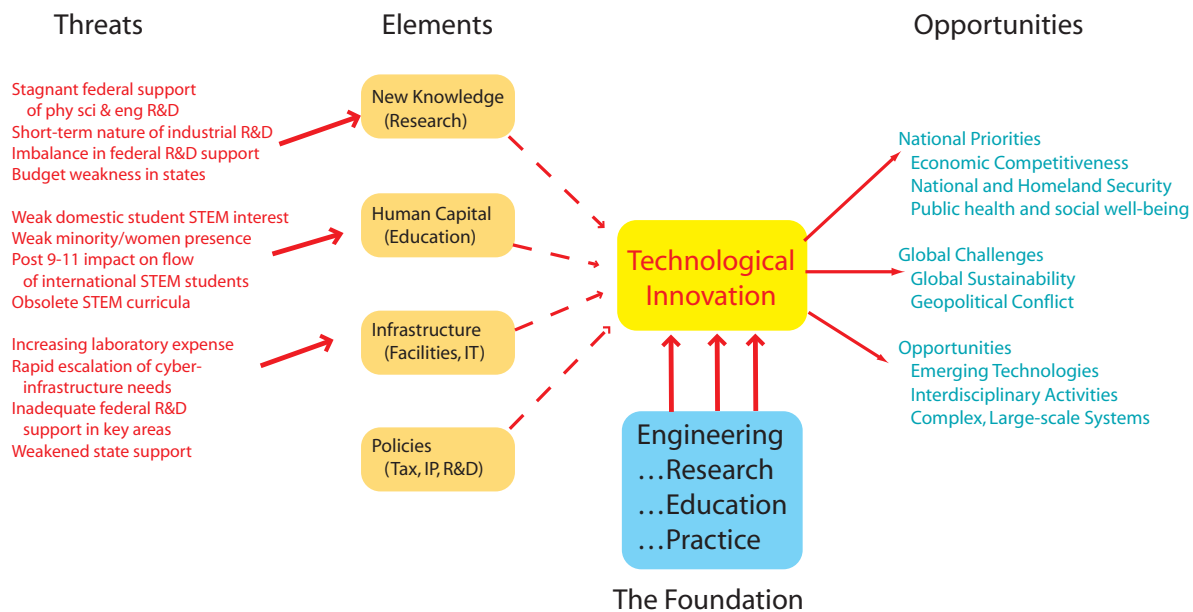 Threats
Stagnant federal support
of phy sci & eng R&D
Short-term nature of industrial R&D
Imbalance in federal R&D support
Budget weakness in states
Weak domestic student STEM interest
Weak minority/women presence
Post 9-11 impact on flow
of international STEM students
Obsolete STEM curricula
Increasing laboratory expense
Rapid escalation of cyber-
infrastructure needs
Inadequate federal R&D
support in key areas
Weakened state support
Elements
New Knowledge
(Research)
Human Capital
(Education)
Infrastructure
(Facilities, IT)
Policies
(Tax, IP, R&D)
Technological
Innovation
Engineering
…Research
…Education
…Practice
The Foundation
Opportunities
National Priorities
Economic Competitiveness
National and Homeland Security
Public health and social well-being
Global Challenges
Global Sustainability
Geopolitical Conflict
Opportunities
Emerging Technologies
Interdisciplinary Activities
Complex, Large-scale Systems